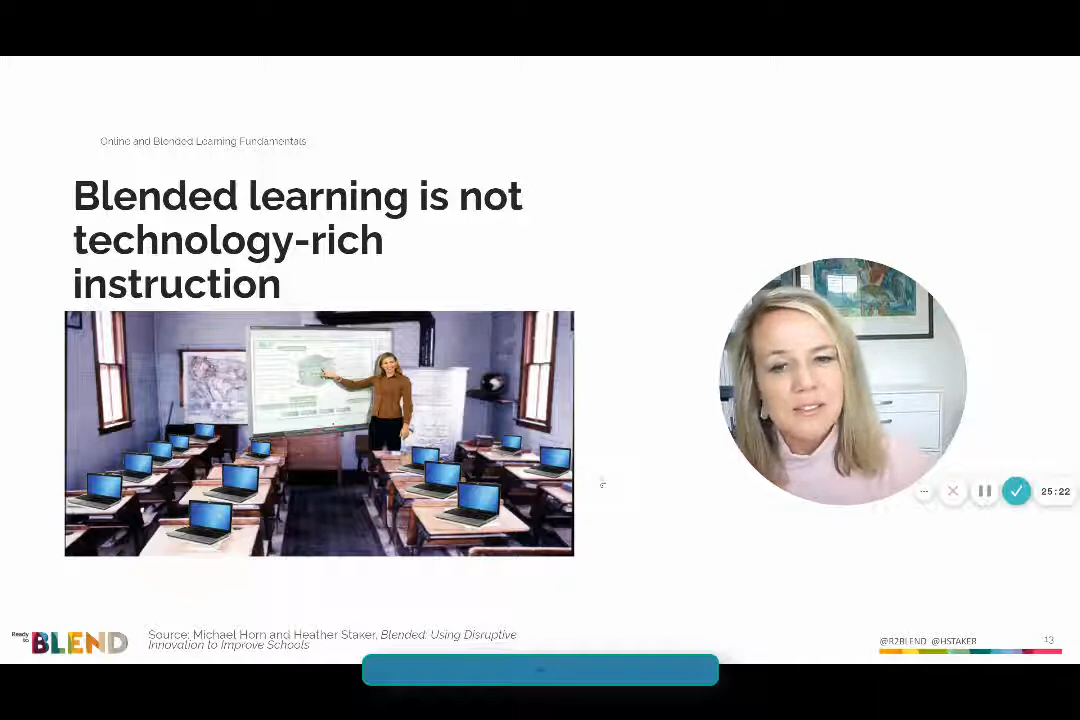 Online and Blended Learning Fundamentals
Blended learning is not
technology-rich
instruction
25:22
Ready
to
BLEND
Source: Michael Horn and Heather Staker, Blended: Using Disruptive
Innovation to Improve Schools
@R2BLEND @HSTAKER
13